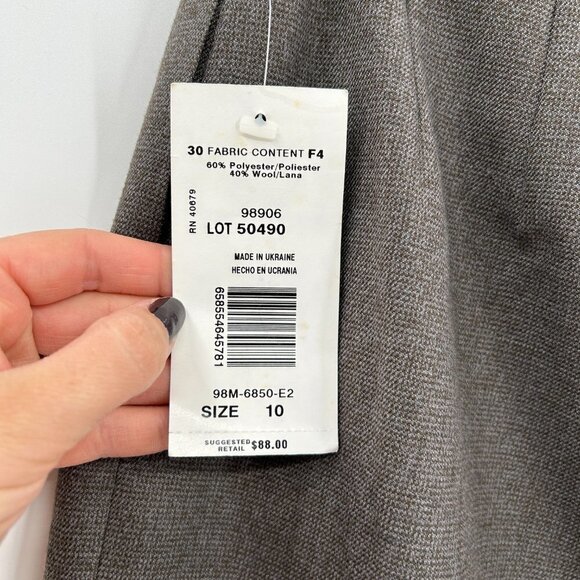 30 FABRIC CONTENT F4
60% Polyester/Poliester
40% Wool/Lana
RN 40679
98906
LOT 50490
MADE IN UKRAINE
HECHO EN UCRANIA
658554645781
98M-6850-E2
SIZE 10
SUGGESTED RETAIL $88.00